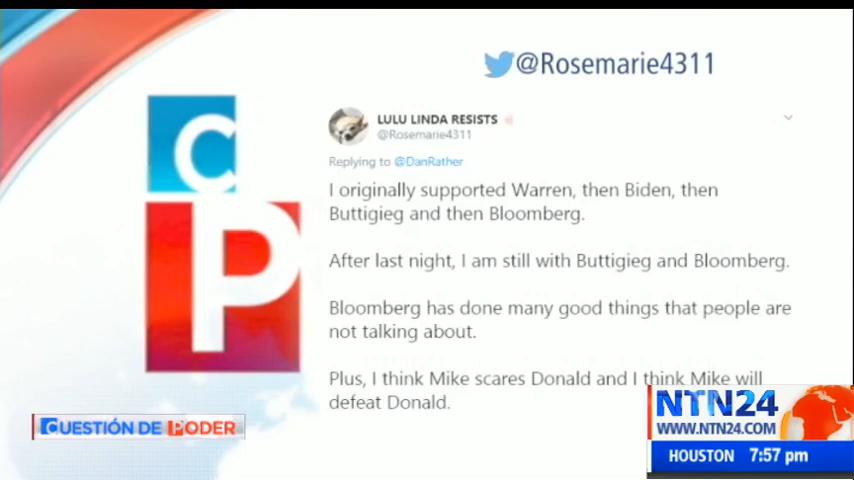 @Rosemarie4311
C
P
LULU LINDA RESISTS
@Rosemarie4311
Replying to @DanRather
I originally supported Warren, then Biden, then
Buttigieg and then Bloomberg.
After last night, I am still with Buttigieg and Bloomberg.
Bloomberg has done many good things that people are
not talking about.
Plus, I think Mike scares Donald and I think Mike will
defeat Donald.
CUESTIÓN DE PODER
NTN24
WWW.NTN24.COM
HOUSTON 7:57 pm